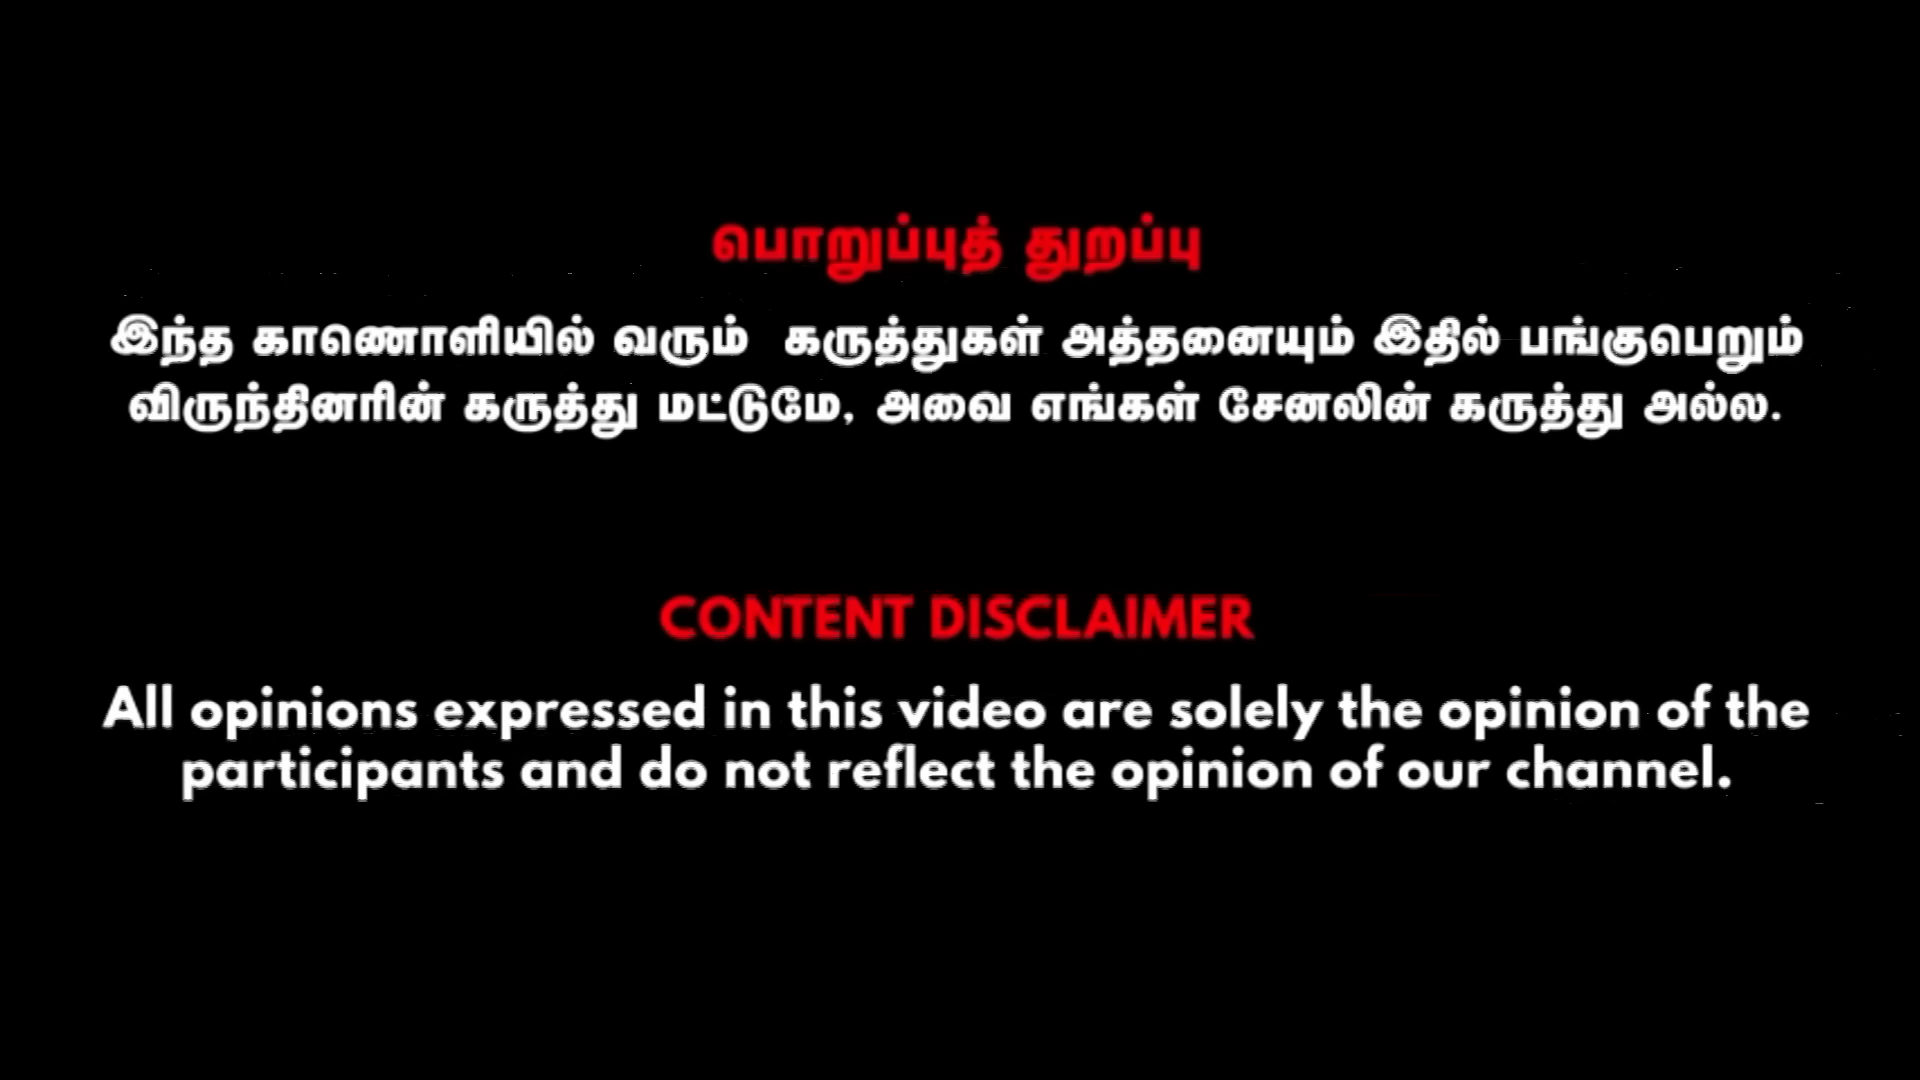 பொறுப்புத் துறப்பு
இந்த காணொளியில் வரும் கருத்துகள் அத்தனையும் இதில் பங்குபெறும்
விருந்தினரின் கருத்து மட்டுமே, அவை எங்கள் சேனலின் கருத்து அல்ல.
CONTENT DISCLAIMER
All opinions expressed in this video are solely the opinion of the
participants and do not reflect the opinion of our channel.